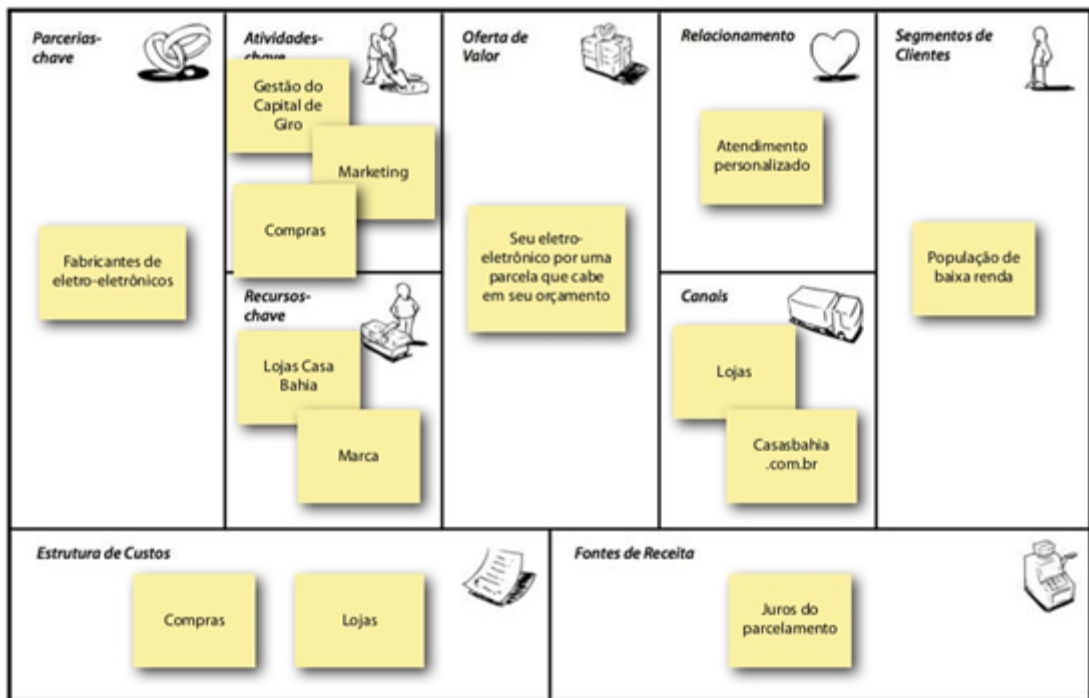 Parcerias-
chave
Fabricantes de
eletro-eletrônicos
Atividades-
chave
Gestão do
Capital de
Giro
Marketing
Compras
Recursos-
chave
Lojas Casa
Bahia
Marca
Oferta de
Valor
Seu eletro-
eletrônico por uma
parcela que cabe
em seu orçamento
Relacionamento
Atendimento
personalizado
Canais
Lojas
Casasbahia
.com.br
Segmentos de
Clientes
População de
baixa renda
Estrutura de Custos
Compras
Lojas
Fontes de Receita
Juros do
parcelamento